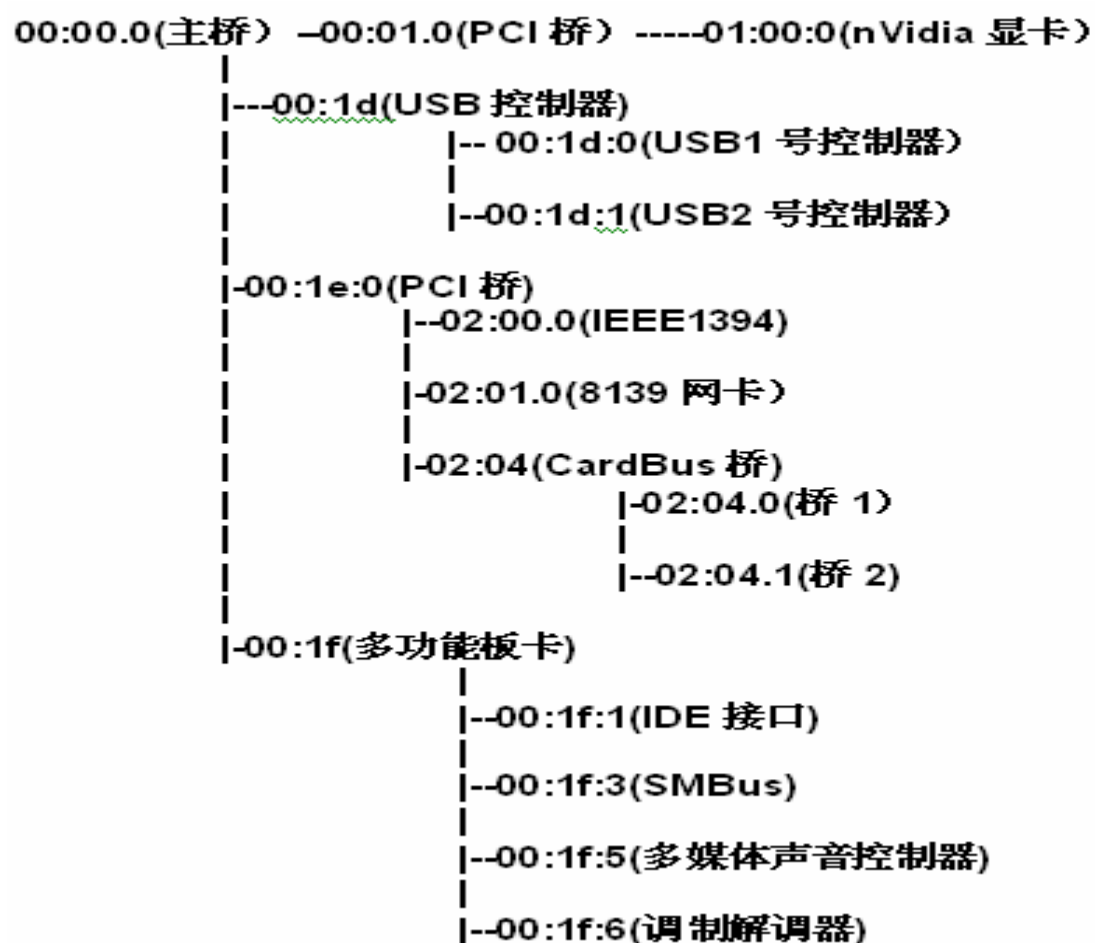 00:00.0(主桥） –00:01.0(PCI 桥） -----01:00:0(nVidia 显卡）
|---00:1d(USB 控制器)
|-- 00:1d:0(USB1 号控制器）
|--00:1d:1(USB2 号控制器）
|-00:1e:0(PCI 桥)
|--02:00.0(IEEE1394)
|-02:01.0(8139 网卡）
|-02:04(CardBus 桥)
|-02:04.0(桥 1）
|--02:04.1(桥 2)
|-00:1f(多功能板卡)
|--00:1f:1(IDE 接口)
|--00:1f:3(SMBus)
|--00:1f:5(多媒体声音控制器)
|--00:1f:6(调制解调器)